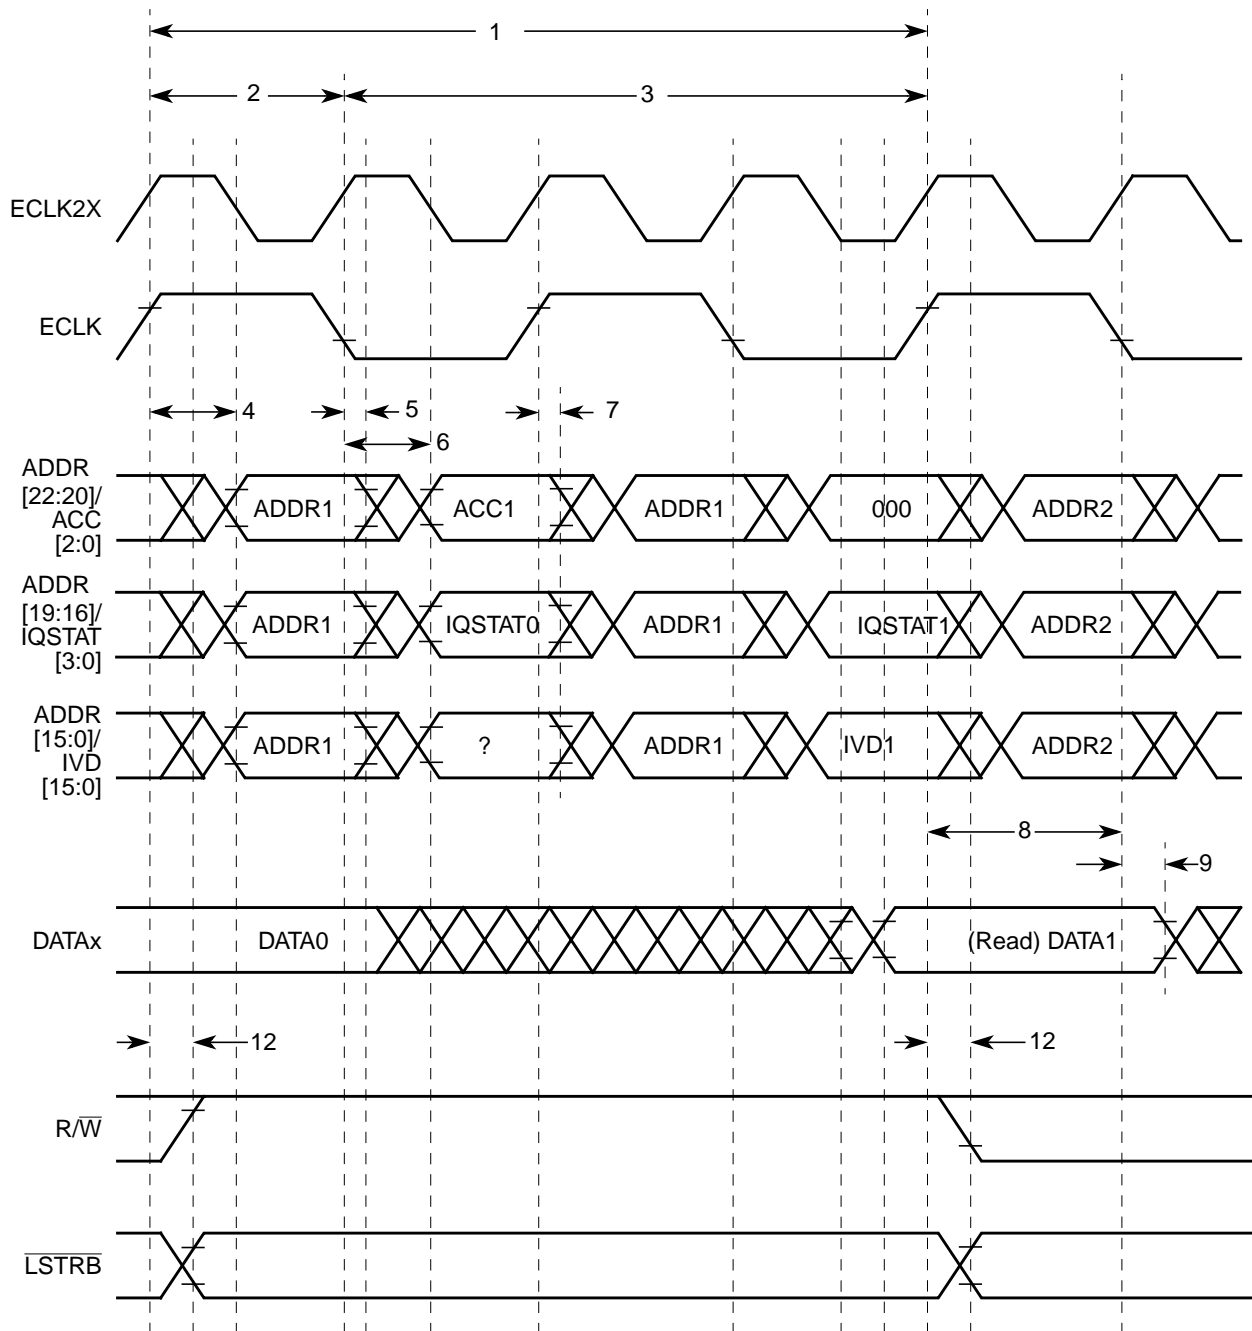 1
2
3
ECLK2X
ECLK
4
5
7
6
ADDR
[22:20]/
ACC
[2:0]
ADDR1
ACC1
ADDR1
000
ADDR2
ADDR
[19:16]/
IQSTAT
[3:0]
ADDR1
IQSTAT0
ADDR1
IQSTAT1
ADDR2
ADDR
[15:0]/
IVD
[15:0]
ADDR1
?
ADDR1
IVD1
ADDR2
8
9
DATAx
DATA0
(Read) DATA1
12
12
R/W̅
L̅S̅T̅R̅B̅